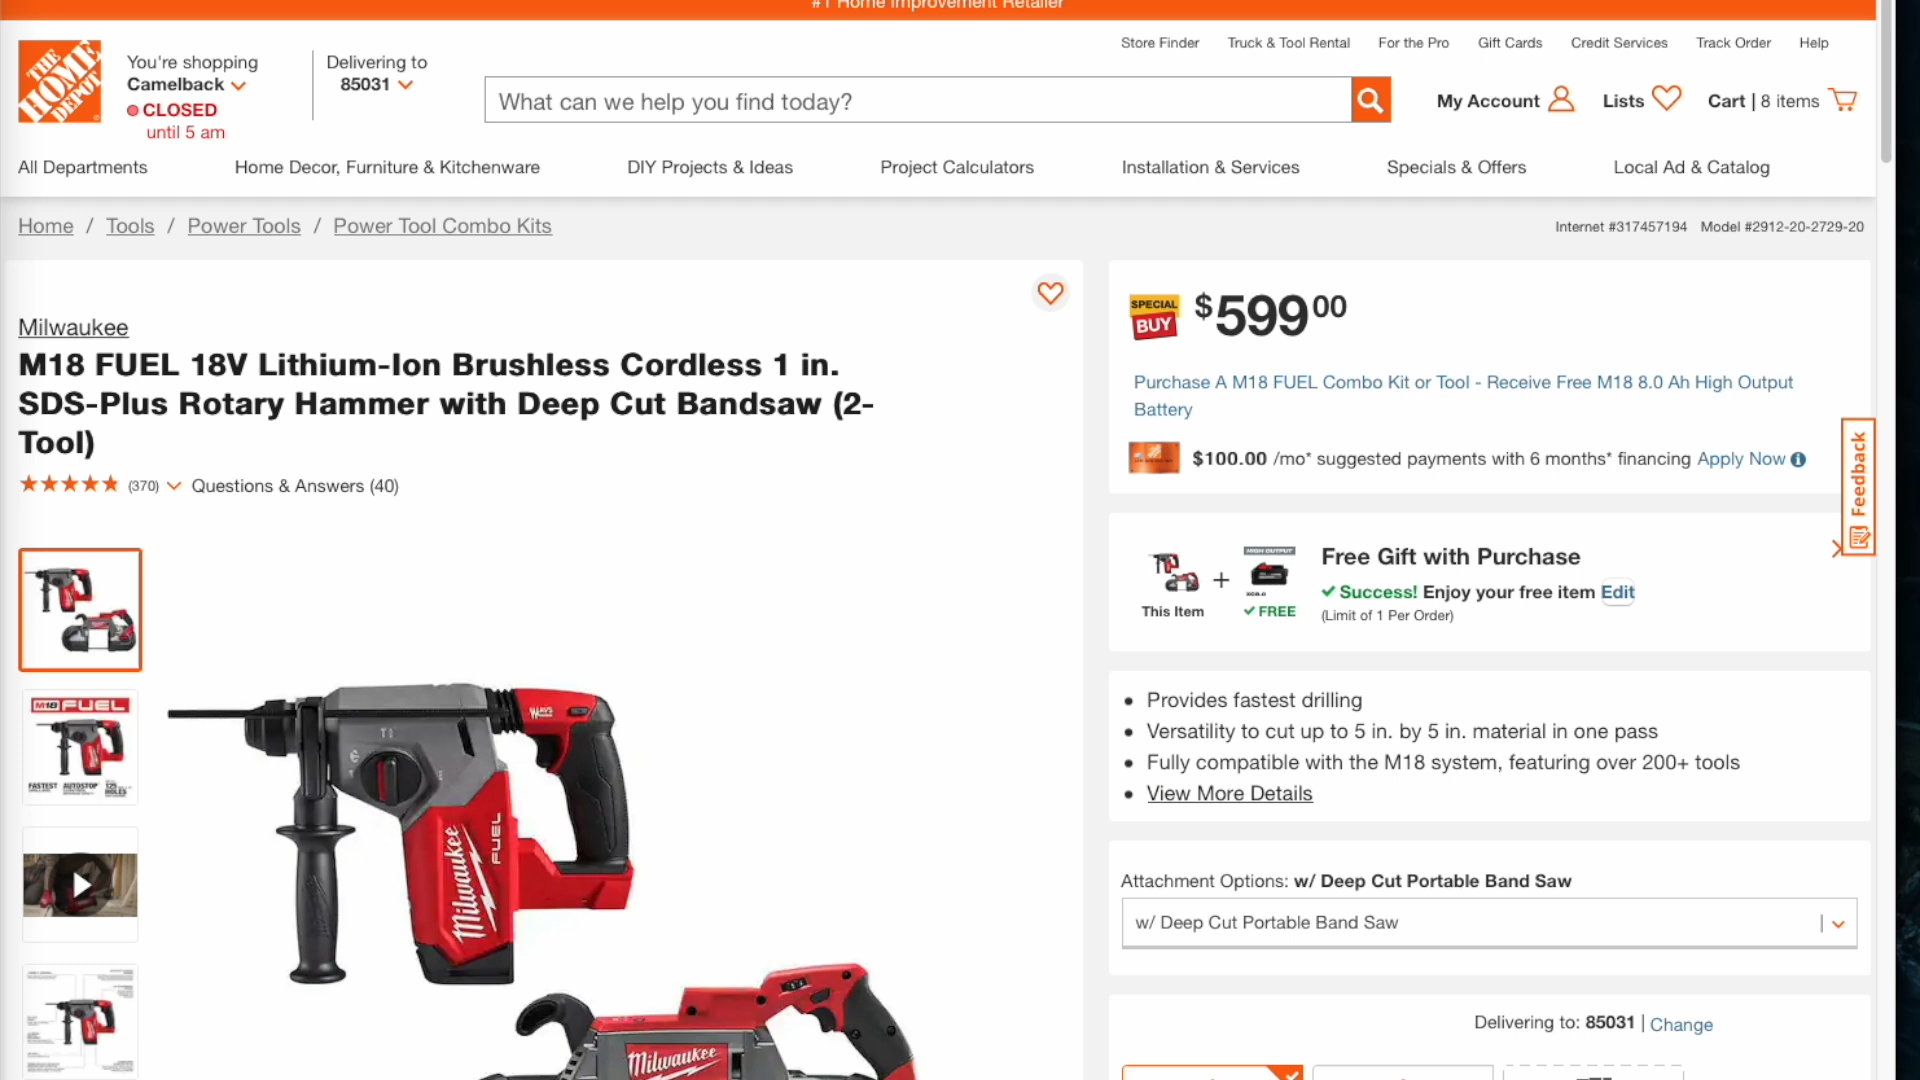 #1 Home Improvement Retailer
Store Finder
Truck & Tool Rental
For the Pro
Gift Cards
Credit Services
Track Order
Help
THE HOME DEPOT
You're shopping
Camelback
CLOSED
until 5 am
Delivering to
85031
What can we help you find today?
My Account
Lists
Cart | 8 items
All Departments
Home Decor, Furniture & Kitchenware
DIY Projects & Ideas
Project Calculators
Installation & Services
Specials & Offers
Local Ad & Catalog
Home / Tools / Power Tools / Power Tool Combo Kits
Internet #317457194 Model #2912-20-2729-20
Milwaukee
M18 FUEL 18V Lithium-Ion Brushless Cordless 1 in.
SDS-Plus Rotary Hammer with Deep Cut Bandsaw (2-
Tool)
(370)
Questions & Answers (40)
M18 FUEL
FASTEST AUTOSTOP 125
HOLES
Milwaukee
FUEL
Milwaukee
SPECIAL
BUY
$599 00
Purchase A M18 FUEL Combo Kit or Tool - Receive Free M18 8.0 Ah High Output
Battery
$100.00 /mo* suggested payments with 6 months* financing Apply Now
Feedback
HIGH OUTPUT
This Item
+
FREE
Free Gift with Purchase
Success! Enjoy your free item Edit
(Limit of 1 Per Order)
• Provides fastest drilling
• Versatility to cut up to 5 in. by 5 in. material in one pass
• Fully compatible with the M18 system, featuring over 200+ tools
• View More Details
Attachment Options: w/ Deep Cut Portable Band Saw
w/ Deep Cut Portable Band Saw
Delivering to: 85031 | Change